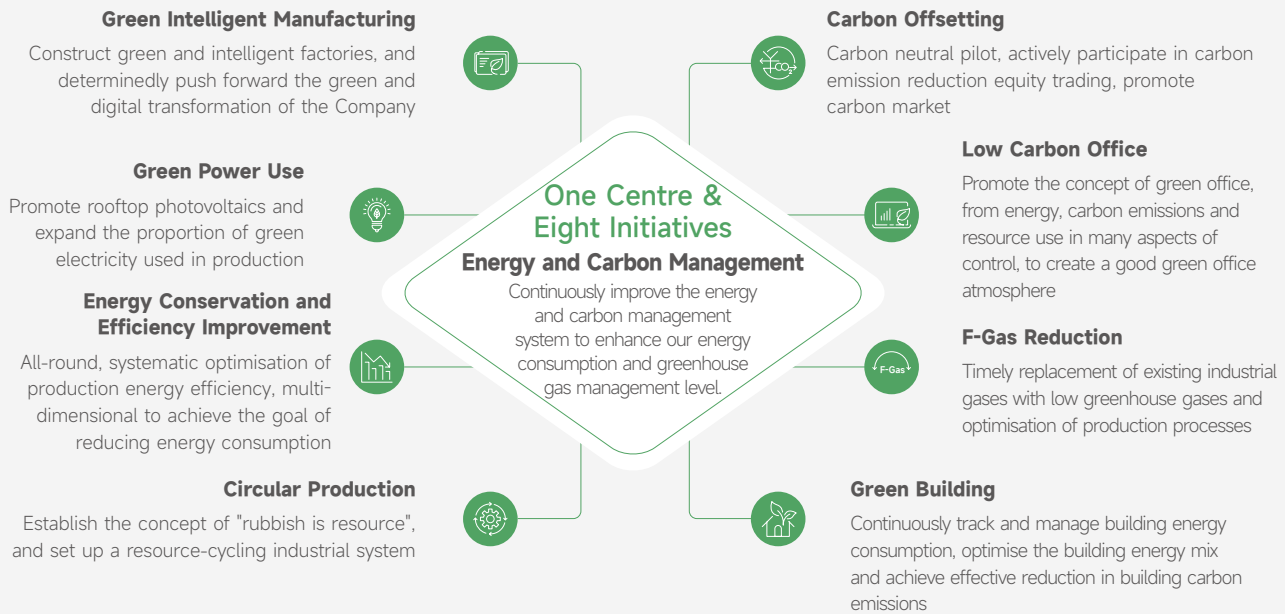 Green Intelligent Manufacturing
Construct green and intelligent factories, and
determinedly push forward the green and
digital transformation of the Company
Green Power Use
Promote rooftop photovoltaics and
expand the proportion of green
electricity used in production
Energy Conservation and
Efficiency Improvement
All-round, systematic optimisation of
production energy efficiency, multi-
dimensional to achieve the goal of
reducing energy consumption
Circular Production
Establish the concept of "rubbish is resource",
and set up a resource-cycling industrial system
One Centre &
Eight Initiatives
Energy and Carbon Management
Continuously improve the energy
and carbon management
system to enhance our energy
consumption and greenhouse
gas management level.
Carbon Offsetting
CO₂
Carbon neutral pilot, actively participate in carbon
emission reduction equity trading, promote
carbon market
Low Carbon Office
Promote the concept of green office,
from energy, carbon emissions and
resource use in many aspects of
control, to create a good green office
atmosphere
F-Gas Reduction
F-Gas
Timely replacement of existing industrial
gases with low greenhouse gases and
optimisation of production processes
Green Building
Continuously track and manage building energy
consumption, optimise the building energy mix
and achieve effective reduction in building carbon
emissions